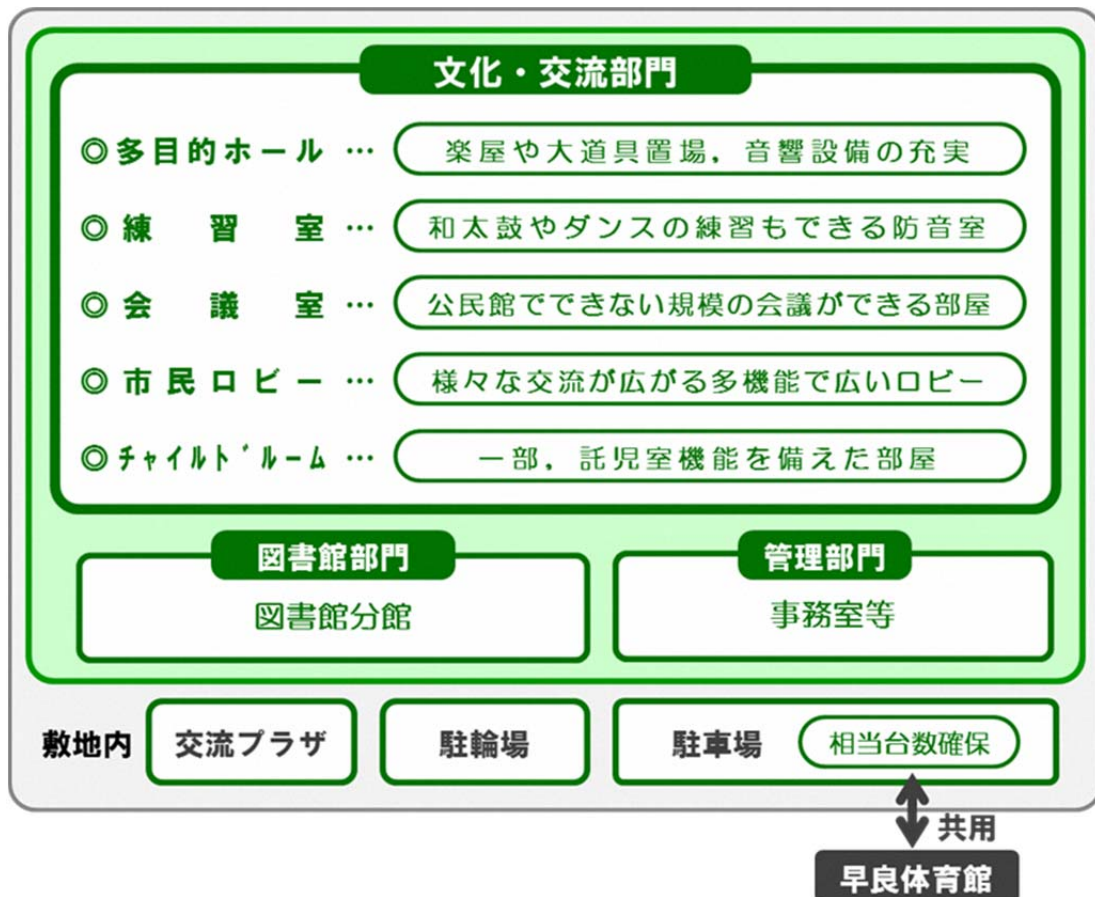 文化・交流部門
◎多目的ホール … 楽屋や大道具置場，音響設備の充実
◎練習室 … 和太鼓やダンスの練習もできる防音室
◎会議室 … 公民館でできない規模の会議ができる部屋
◎市民ロビー … 様々な交流が広がる多機能で広いロビー
◎ﾁｬｲﾙﾄﾞﾙｰﾑ … 一部，託児室機能を備えた部屋
図書館部門 管理部門
図書館分館 事務室等
敷地内 交流プラザ 駐輪場 駐車場 相当台数確保
共用
早良体育館